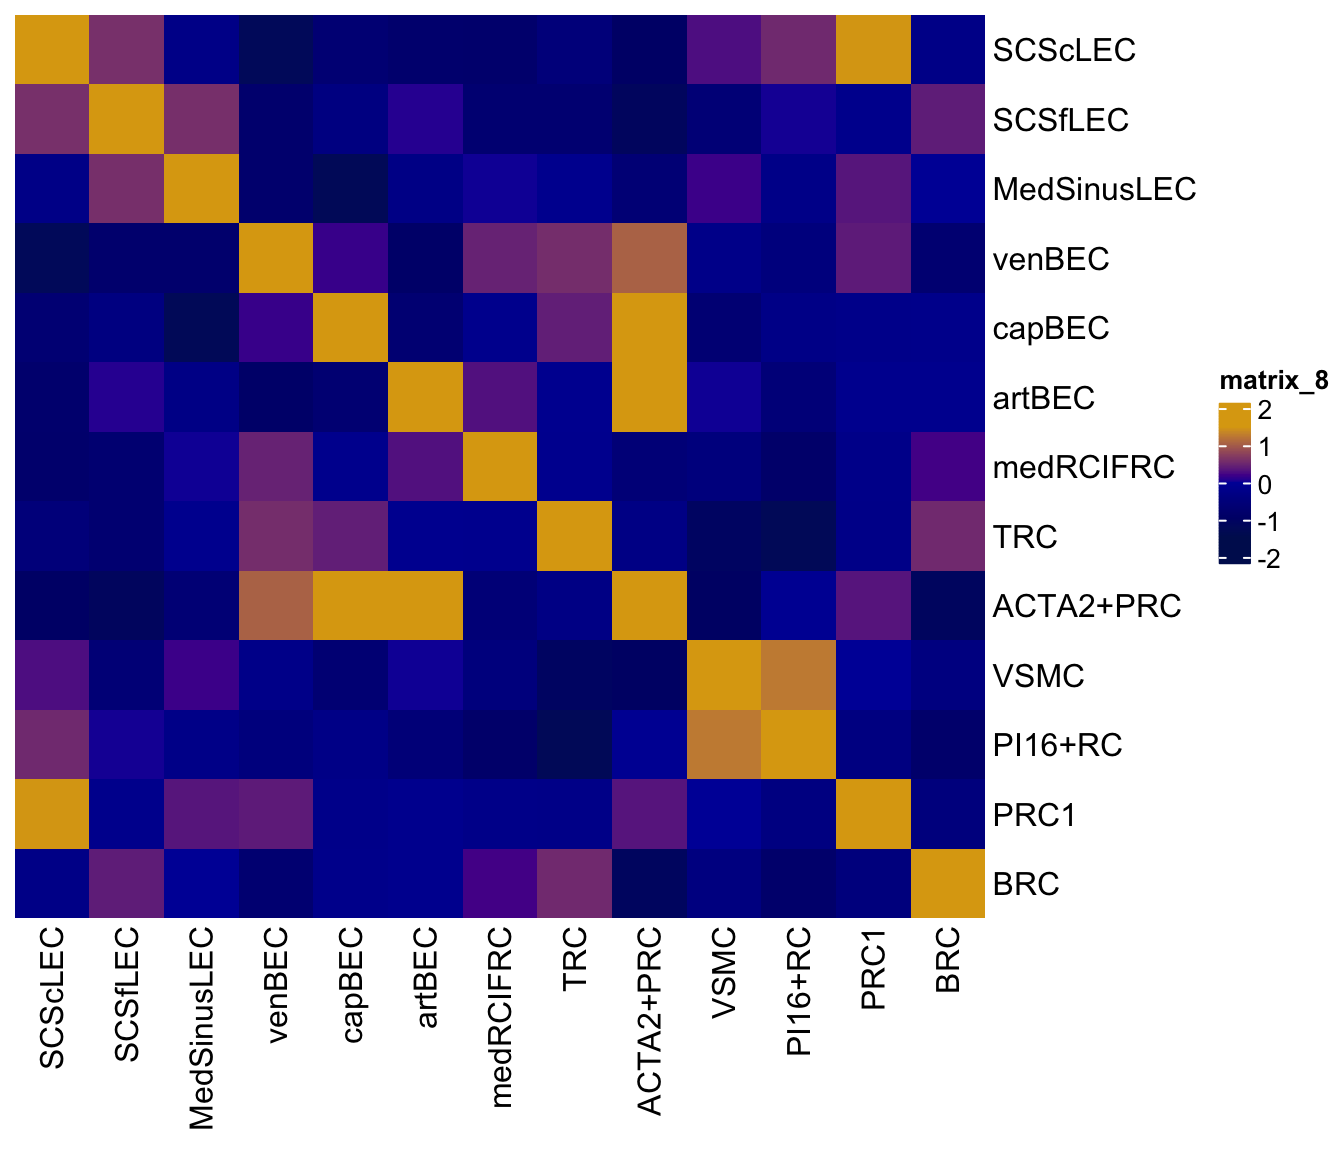 SCScLEC
SCSfLEC
MedSinusLEC
venBEC
capBEC
artBEC
medRCIFRC
TRC
ACTA2+PRC
VSMC
PI16+RC
PRC1
BRC
matrix_8
2
1
0
-1
-2
SCScLEC
SCSfLEC
MedSinusLEC
venBEC
capBEC
artBEC
medRCIFRC
TRC
ACTA2+PRC
VSMC
PI16+RC
PRC1
BRC